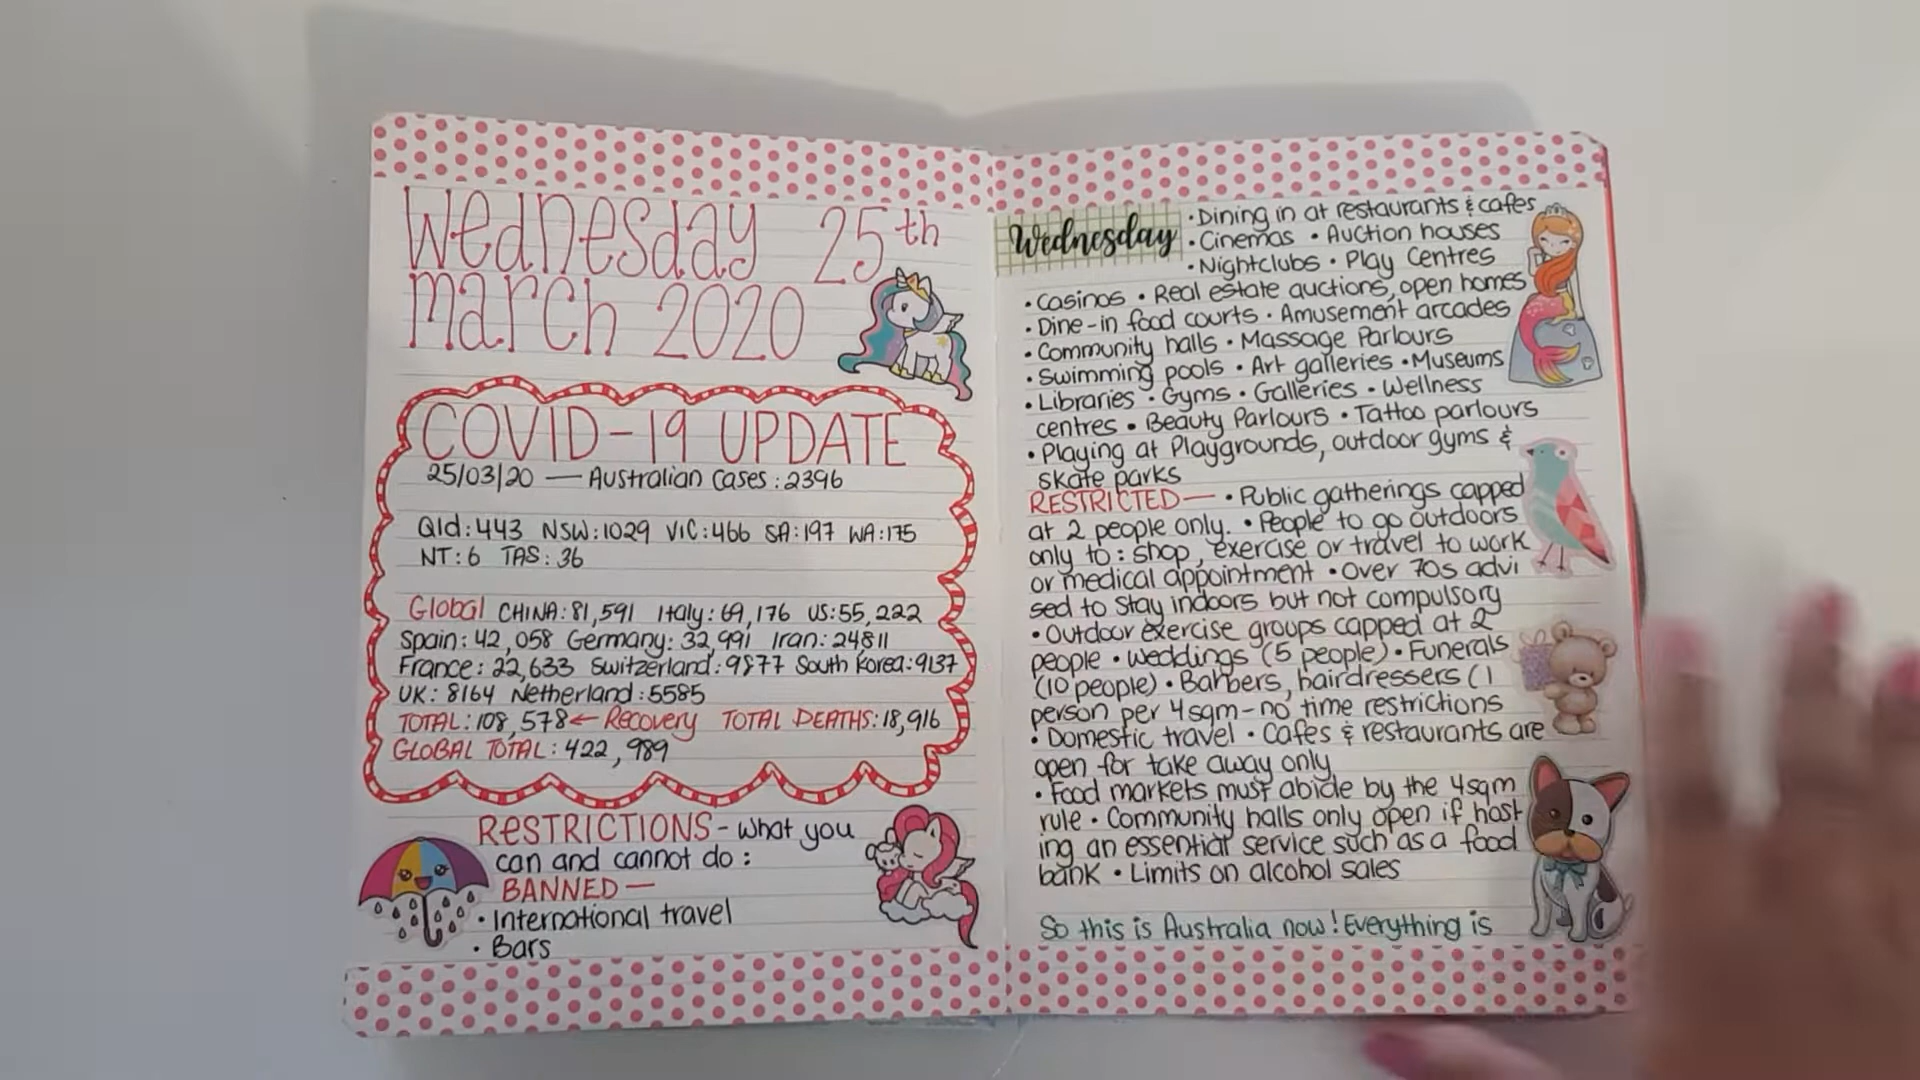 Wednesday 25th
March 2020
COVID-19 UPDATE
25/03/20 — Australian Cases: 2396
Qld: 443 NSW: 1029 VIC: 466 SA: 197 WA: 175
NT: 6 TAS: 36
Global CHINA: 81,591 Italy: 69,176 US: 55,222
Spain: 42,058 Germany: 32,991 Iran: 24811
France: 22,633 Switzerland: 9877 South Korea: 9137
UK: 8164 Netherland: 5585
TOTAL: 108,578 ← Recovery TOTAL DEATHS: 18,916
GLOBAL TOTAL: 422,989
RESTRICTIONS - What you
can and cannot do:
BANNED —
• International travel
• Bars
Wednesday
• Dining in at restaurants & cafes
• Cinemas • Auction houses
• Nightclubs • Play Centres
• Casinos • Real estate auctions, open homes
• Dine-in food courts • Amusement arcades
• Community halls • Massage Parlours
• Swimming pools • Art galleries • Museums
• Libraries • Gyms • Galleries • Wellness
centres • Beauty Parlours • Tattoo parlours
• Playing at Playgrounds, outdoor gyms &
skate parks
RESTRICTED — • Public gatherings capped
at 2 people only. • People to go outdoors
only to: shop, exercise or travel to work
or medical appointment • Over 70s advi
sed to stay indoors but not compulsory
• Outdoor exercise groups capped at 2
people • Weddings (5 people) • Funerals
(10 people) • Barbers, hairdressers (1
person per 4sqm - no time restrictions
• Domestic travel • Cafes & restaurants are
open for take away only
• Food markets must abide by the 4sqm
rule • Community halls only open if host
ing an essential service such as a food
bank • Limits on alcohol sales
So this is Australia now! Everything is